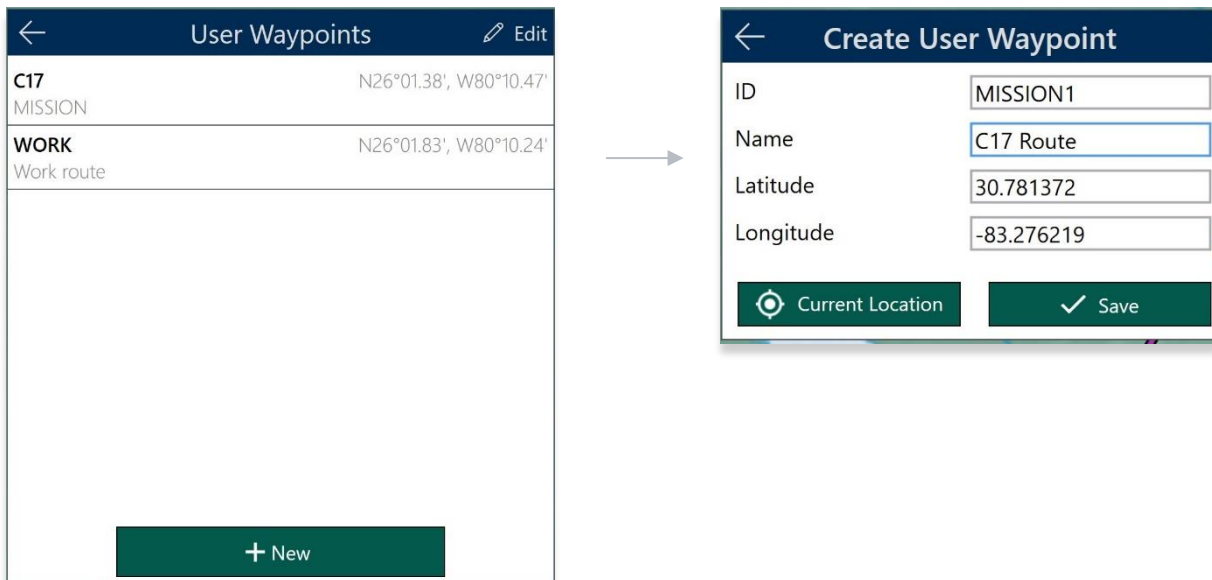 User Waypoints Edit
C17 N26°01.38', W80°10.47'
MISSION
WORK N26°01.83', W80°10.24'
Work route
New
Create User Waypoint
ID MISSION1
Name C17 Route
Latitude 30.781372
Longitude -83.276219
Current Location Save